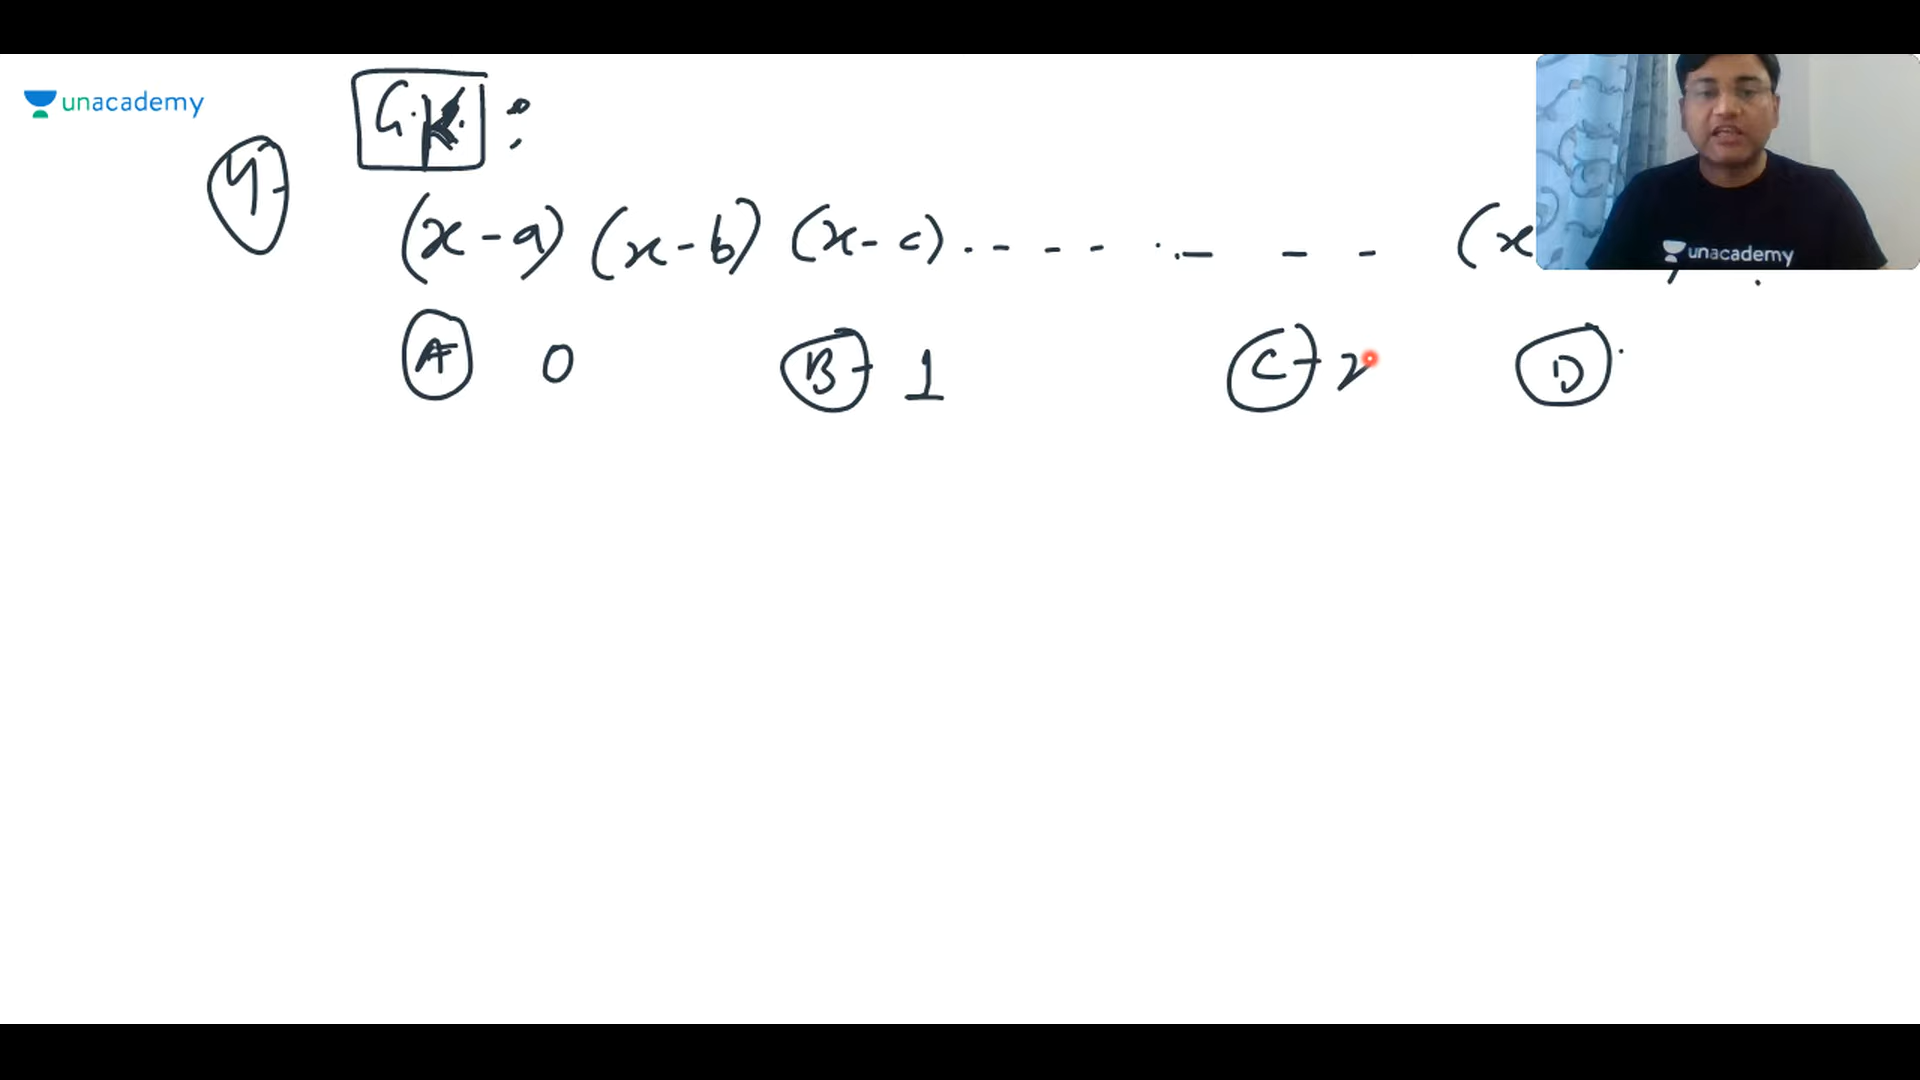 unacademy
G.K. :
4-
(x-a) (x-b) (x-c) . - - - . . _ _ - (x
unacademy
A 0 B- 1 C- 2 D